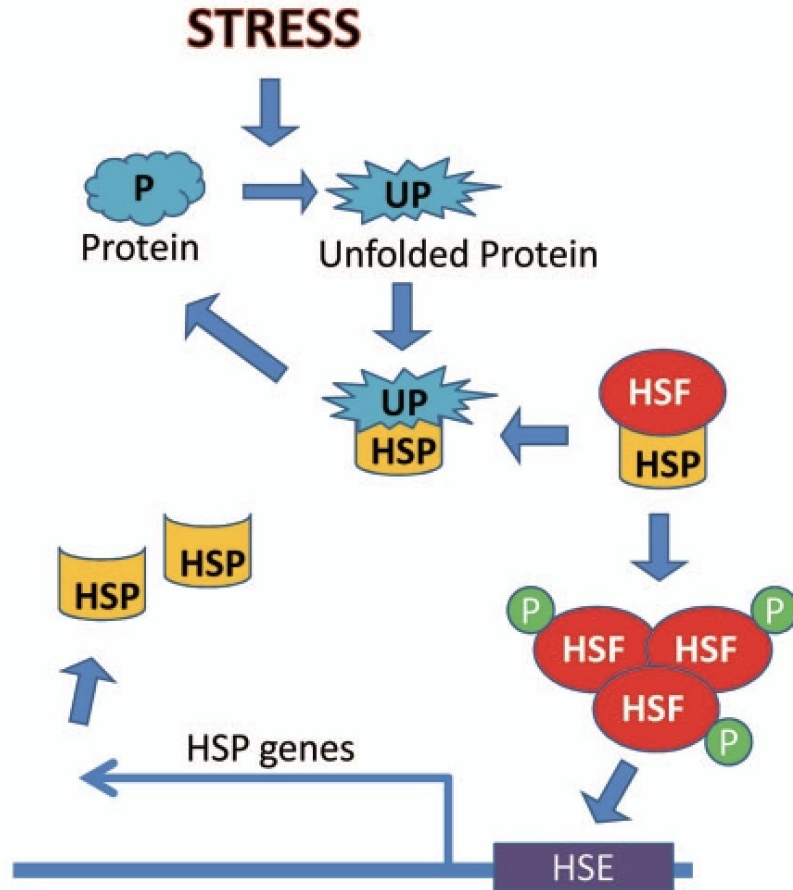 STRESS
P
UP
Protein
Unfolded Protein
UP
HSP
HSF
HSP
HSP
HSP
P
P
HSF
HSF
HSF
P
HSP genes
HSE